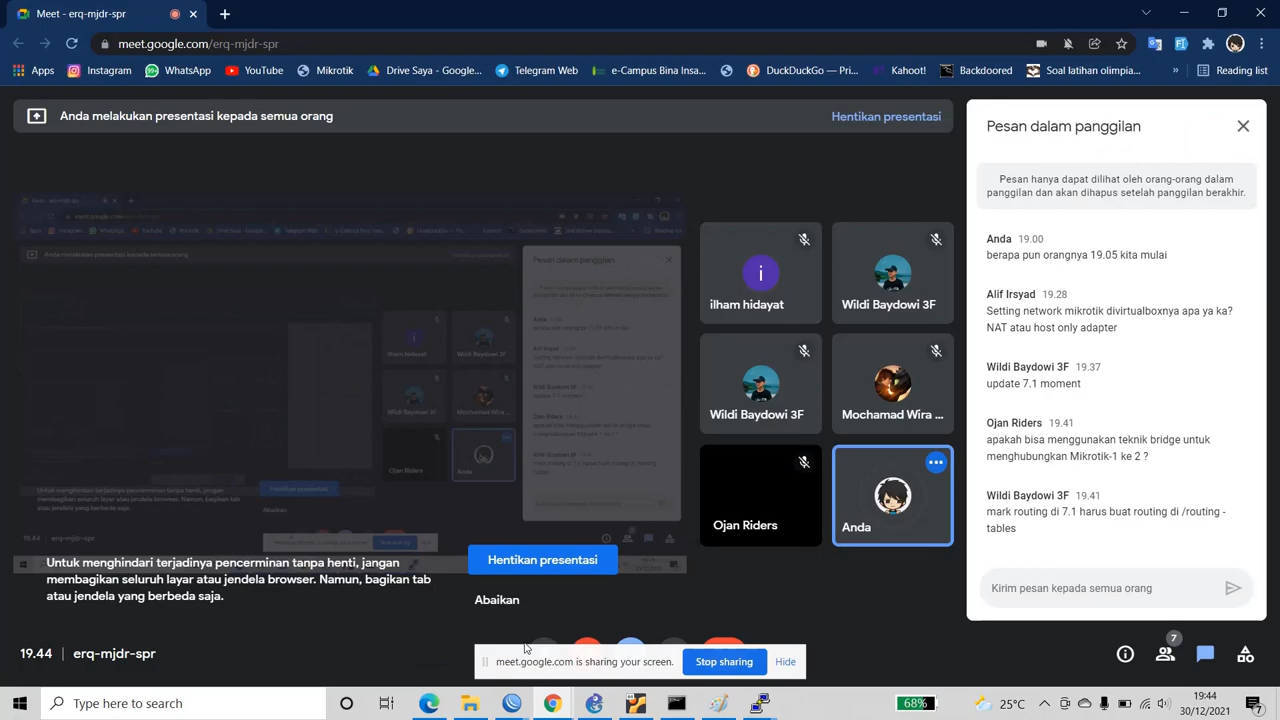 Meet - erq-mjdr-spr
meet.google.com/erq-mjdr-spr
Apps
Instagram
WhatsApp
YouTube
Mikrotik
Drive Saya - Google...
Telegram Web
e-Campus Bina Insa...
DuckDuckGo — Pri...
Kahoot!
Backdoored
Soal latihan olimpia...
»
Reading list
Anda melakukan presentasi kepada semua orang
Hentikan presentasi
Pesan dalam panggilan
Pesan hanya dapat dilihat oleh orang-orang dalam
panggilan dan akan dihapus setelah panggilan berakhir.
Anda 19.00
berapa pun orangnya 19.05 kita mulai
Alif Irsyad 19.28
Setting network mikrotik divirtualboxnya apa ya ka?
NAT atau host only adapter
Wildi Baydowi 3F 19.37
update 7.1 moment
Ojan Riders 19.41
apakah bisa menggunakan teknik bridge untuk
menghubungkan Mikrotik-1 ke 2 ?
Wildi Baydowi 3F 19.41
mark routing di 7.1 harus buat routing di /routing -
tables
Kirim pesan kepada semua orang
i
ilham hidayat
Wildi Baydowi 3F
Wildi Baydowi 3F
Mochamad Wira ...
Ojan Riders
Anda
Untuk menghindari terjadinya pencerminan tanpa henti, jangan
membagikan seluruh layar atau jendela browser. Namun, bagikan tab
atau jendela yang berbeda saja.
Hentikan presentasi
Abaikan
19.44 | erq-mjdr-spr
meet.google.com is sharing your screen.
Stop sharing
Hide
7
Type here to search
68%
25°C
19:44
30/12/2021
7